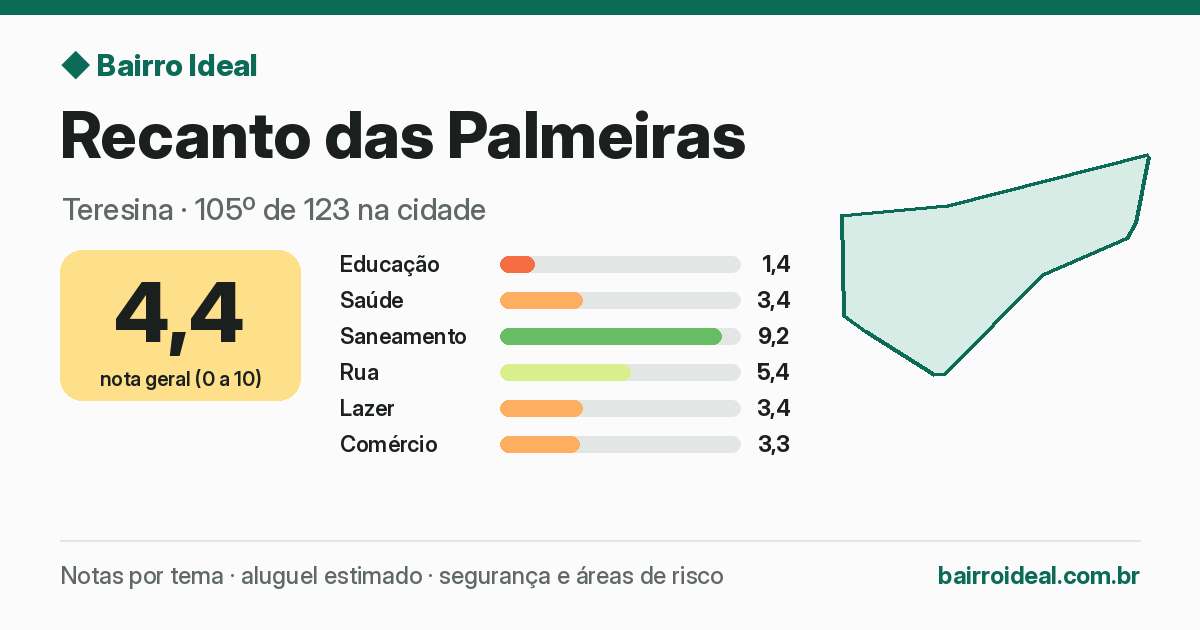 Bairro Ideal
Recanto das Palmeiras
Teresina · 105º de 123 na cidade
4,4
nota geral (0 a 10)
Educação 1,4
Saúde 3,4
Saneamento 9,2
Rua 5,4
Lazer 3,4
Comércio 3,3
Notas por tema · aluguel estimado · segurança e áreas de risco
bairroideal.com.br